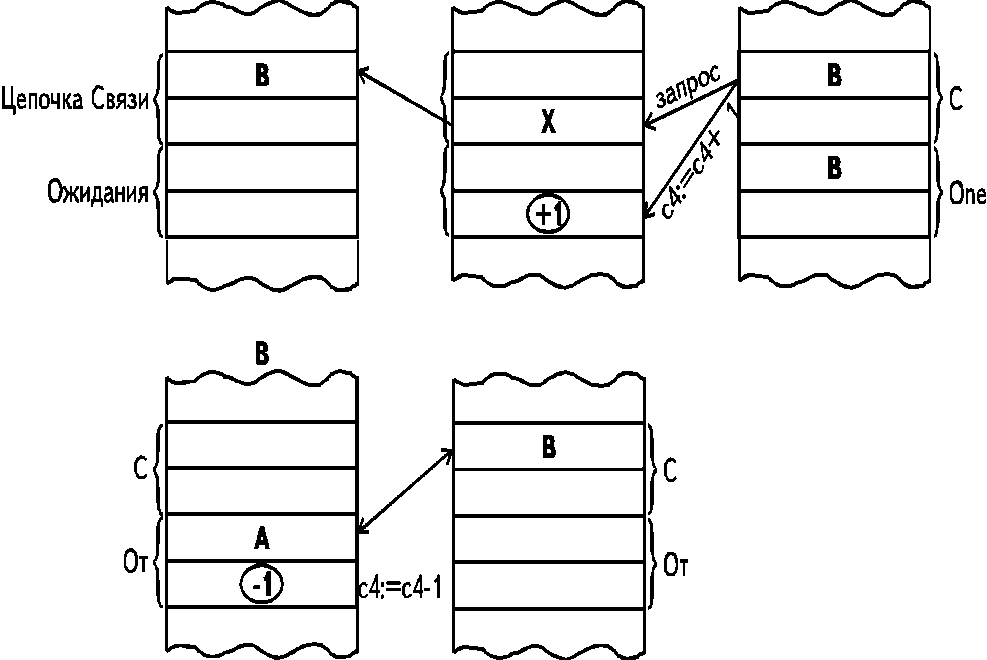 B
B
Цепочка Связи
запрос
C
X
c4:=c4+ 1
B
Ожидания
One
+1
B
B
C
C
A
От
От
-1
c4:=c4-1